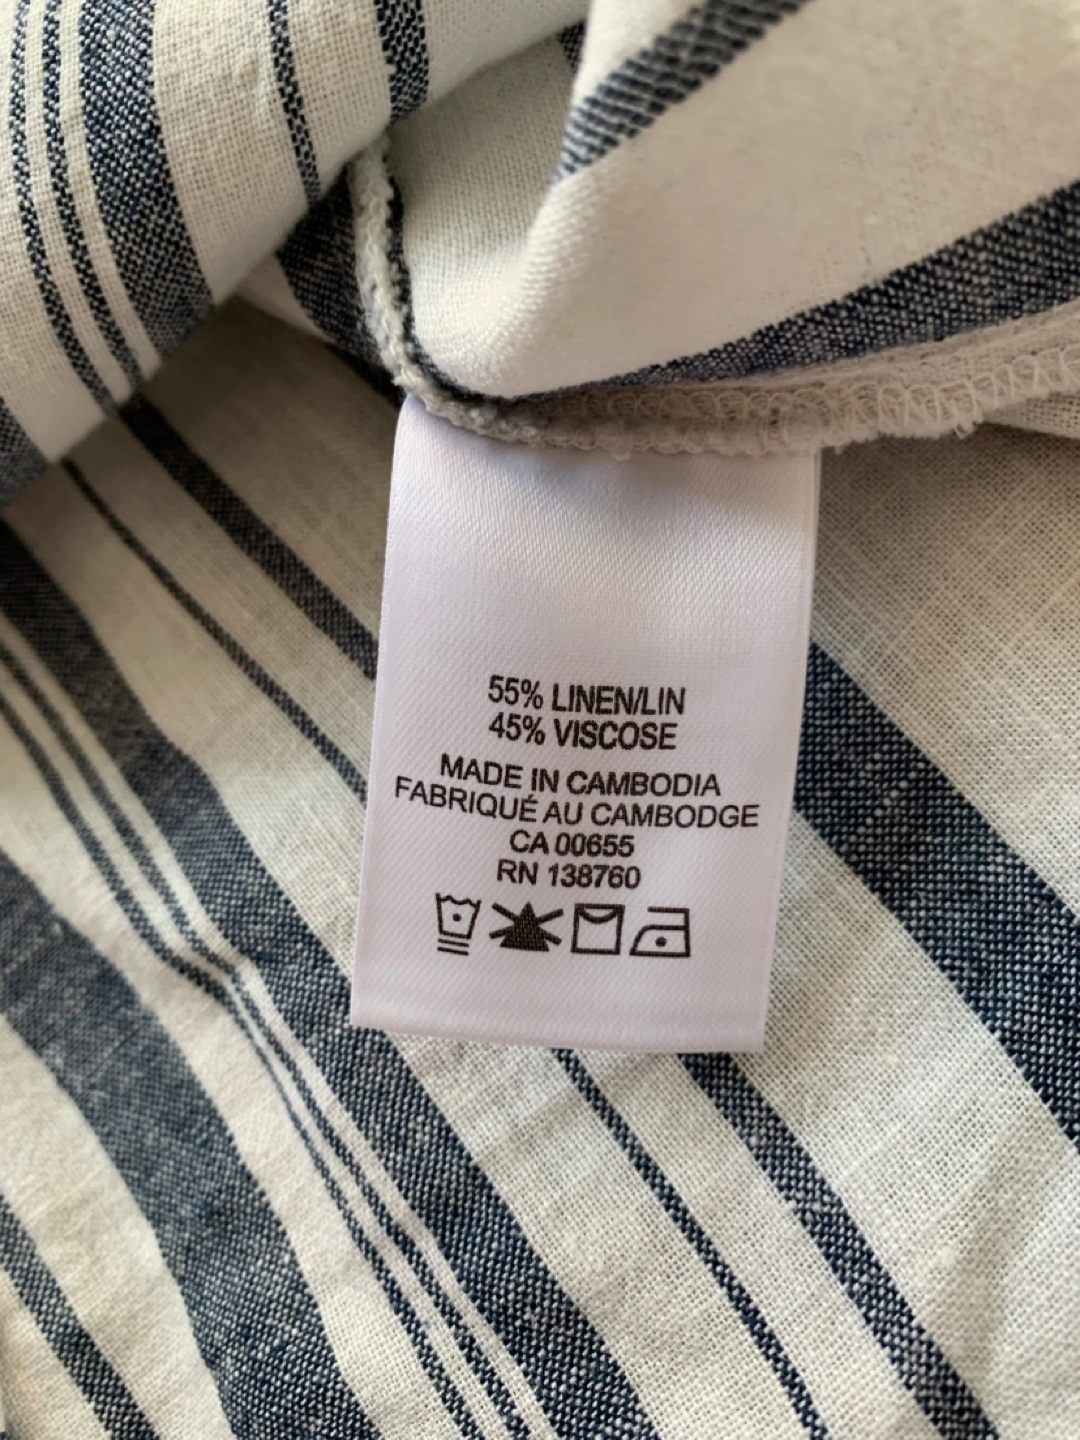 55% LINEN/LIN
45% VISCOSE
MADE IN CAMBODIA
FABRIQUÉ AU CAMBODGE
CA 00655
RN 138760